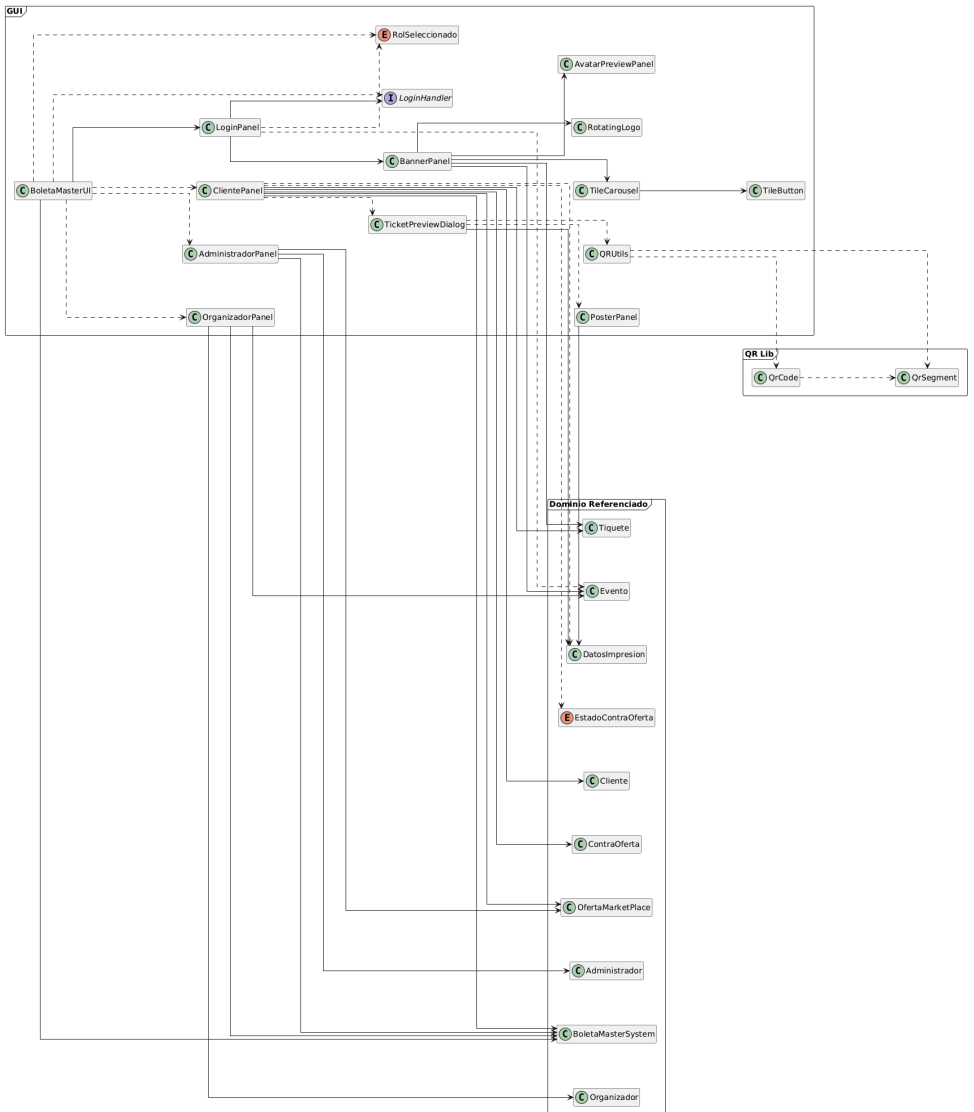 GUI
E RolSeleccionado
C AvatarPreviewPanel
I LoginHandler
C LoginPanel
C RotatingLogo
C BannerPanel
C BoletaMasterUI
C ClientePanel
C TileCarousel
C TileButton
C TicketPreviewDialog
C AdministradorPanel
C QRUtils
C OrganizadorPanel
C PosterPanel
QR Lib
C QrCode
C QrSegment
Dominio Referenciado
C Tiquete
C Evento
C DatosImpresion
E EstadoContraOferta
C Cliente
C ContraOferta
C OfertaMarketPlace
C Administrador
C BoletaMasterSystem
C Organizador